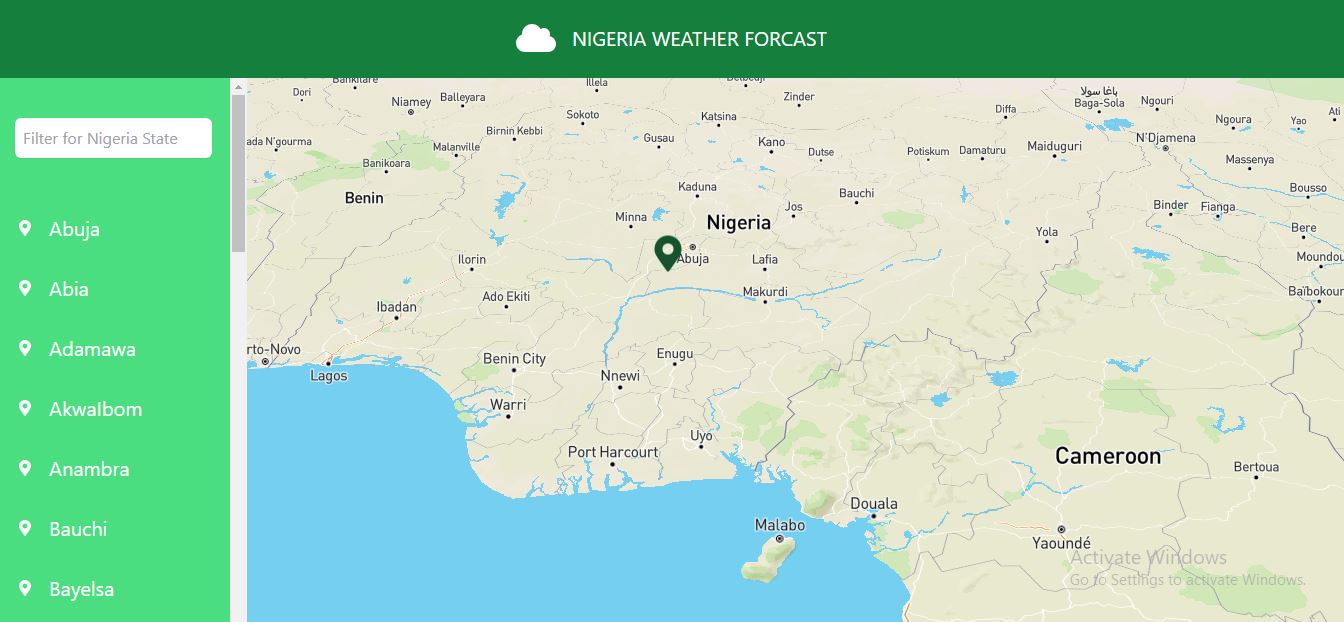 NIGERIA WEATHER FORCAST
Filter for Nigeria State
Abuja
Abia
Adamawa
AkwaIbom
Anambra
Bauchi
Bayelsa
Dori
Niamey
Balleyara
Illela
Zinder
Diffa
باغا سولا
Baga-Sola
Ngouri
Ati
Birnin Kebbi
Sokoto
Katsina
Ngoura
Yao
ada N'gourma
Malanville
Gusau
Kano
Dutse
Potiskum
Damaturu
Maiduguri
N'Djamena
Massenya
Banikoara
Benin
Kaduna
Bauchi
Bousso
Minna
Nigeria
Jos
Binder
Fianga
Bere
Yola
Ilorin
Abuja
Lafia
Moundou
Ado Ekiti
Makurdi
Baïbokour
Ibadan
rto-Novo
Lagos
Benin City
Enugu
Nnewi
Warri
Uyo
Port Harcourt
Cameroon
Bertoua
Douala
Malabo
Yaoundé
Activate Windows
Go to Settings to activate Windows.